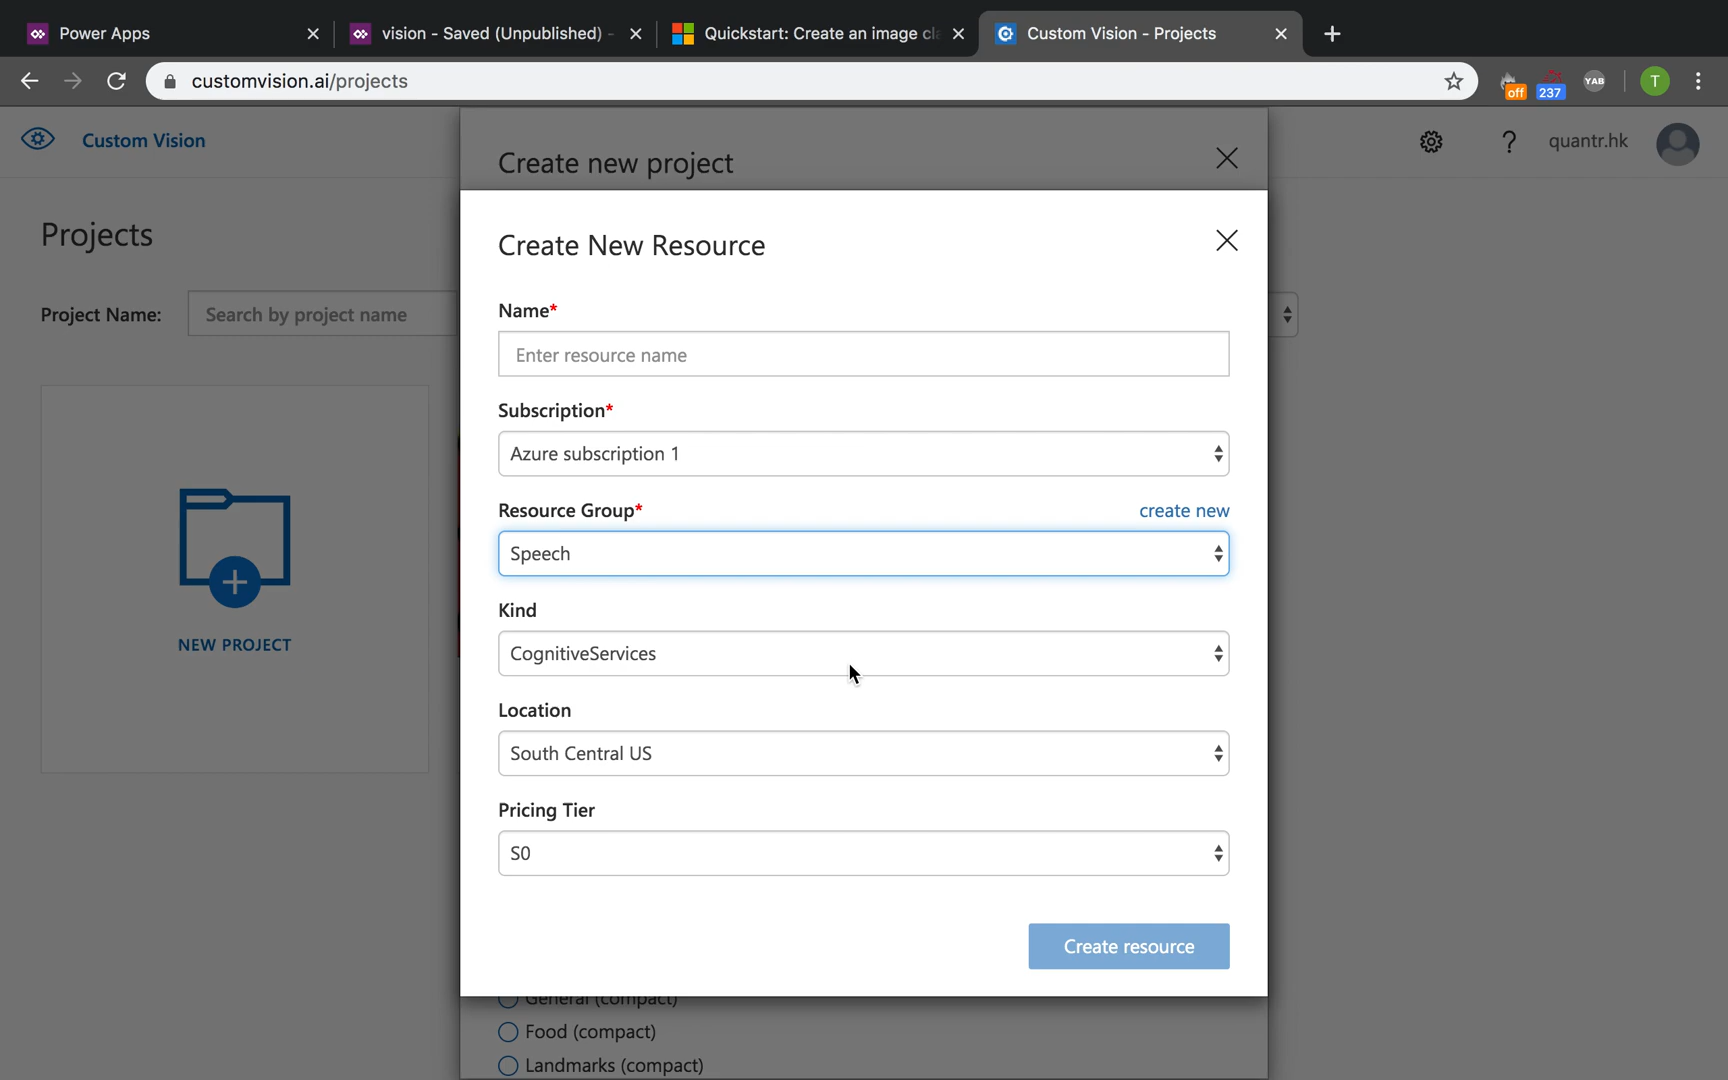 Power Apps
vision - Saved (Unpublished) -
Quickstart: Create an image cla
Custom Vision - Projects
customvision.ai/projects
off
237
YAB
T
Custom Vision
Create new project
quantr.hk
Projects
Create New Resource
Project Name:
Search by project name
Name*
Enter resource name
Subscription*
Azure subscription 1
Resource Group*
create new
Speech
Kind
CognitiveServices
NEW PROJECT
Location
South Central US
Pricing Tier
S0
Create resource
General (compact)
Food (compact)
Landmarks (compact)